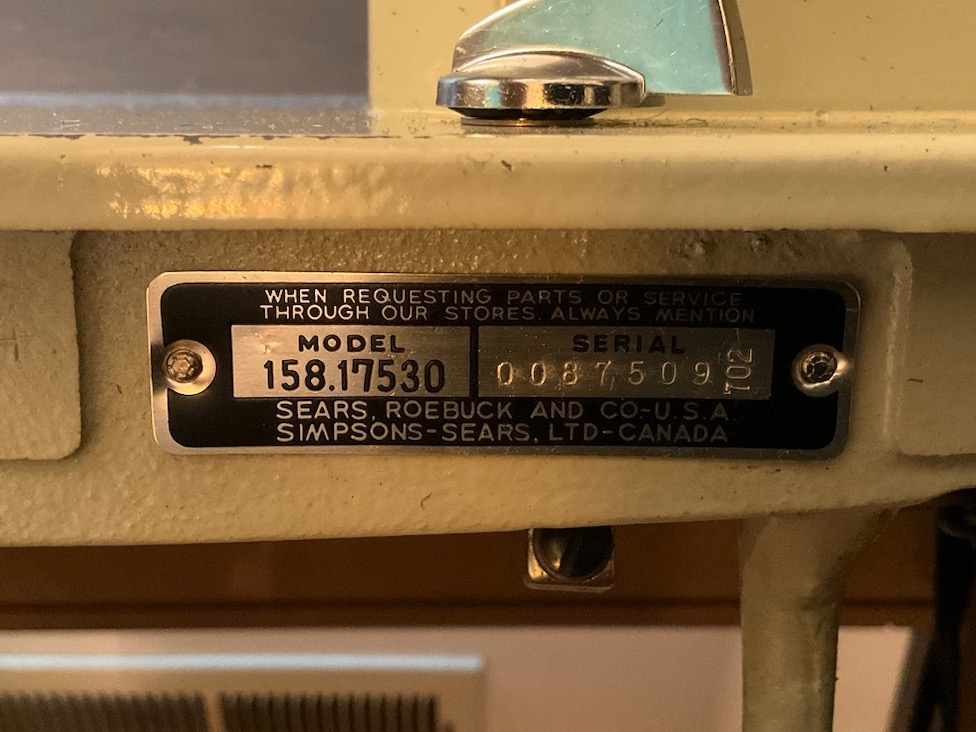 WHEN REQUESTING PARTS OR SERVICE
THROUGH OUR STORES, ALWAYS MENTION
MODEL
158.17530
SERIAL
0087509
702
SEARS, ROEBUCK AND CO.-U.S.A.
SIMPSONS-SEARS, LTD-CANADA